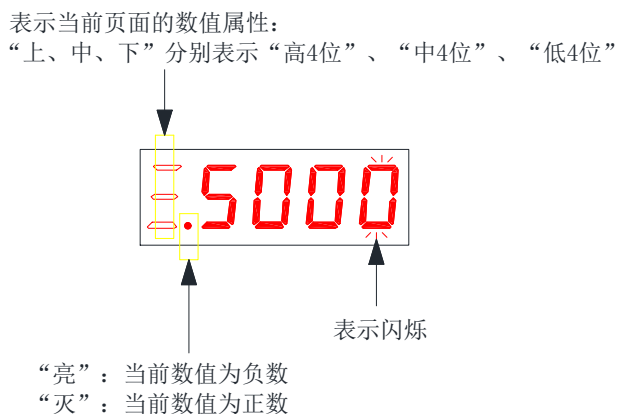 表示当前页面的数值属性：
“上、中、下”分别表示“高4位”、“中4位”、“低4位”
.5000
表示闪烁
“亮”：当前数值为负数
“灭”：当前数值为正数